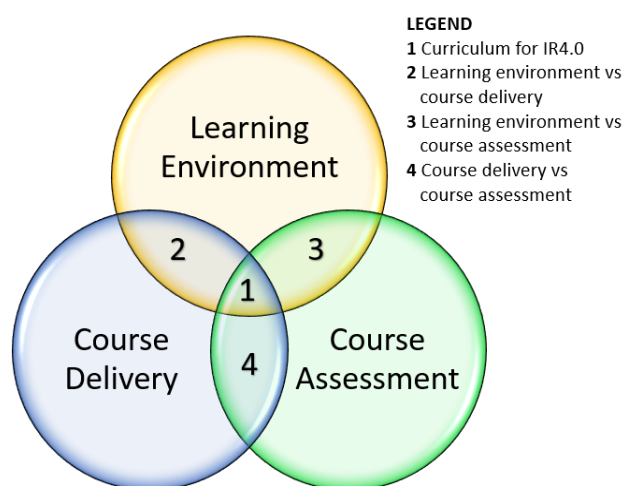 LEGEND
1 Curriculum for IR4.0
2 Learning environment vs
course delivery
3 Learning environment vs
course assessment
4 Course delivery vs
course assessment
Learning
Environment
2
3
1
Course
Delivery
4
Course
Assessment